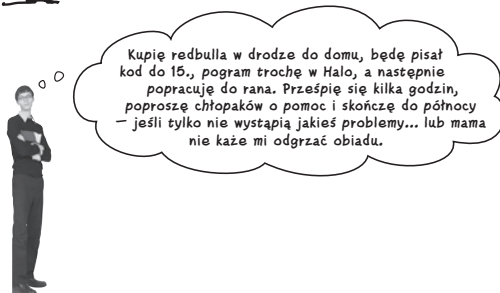 Kupię redbulla w drodze do domu, będę pisał
kod do 15., pogram trochę w Halo, a następnie
popracuję do rana. Prześpię się kilka godzin,
poproszę chłopaków o pomoc i skończę do północy
– jeśli tylko nie wystąpią jakieś problemy... lub mama
nie każe mi odgrzać obiadu.